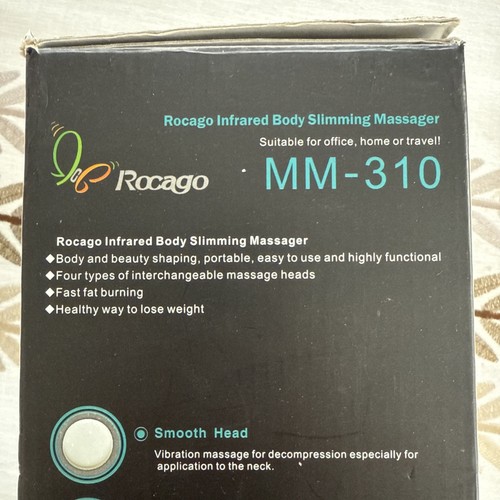 Rocago Infrared Body Slimming Massager
Suitable for office, home or travel!
Rocago
MM-310
Rocago Infrared Body Slimming Massager
◆Body and beauty shaping, portable, easy to use and highly functional
◆Four types of interchangeable massage heads
◆Fast fat burning
◆Healthy way to lose weight
Smooth Head
Vibration massage for decompression especially for
application to the neck.